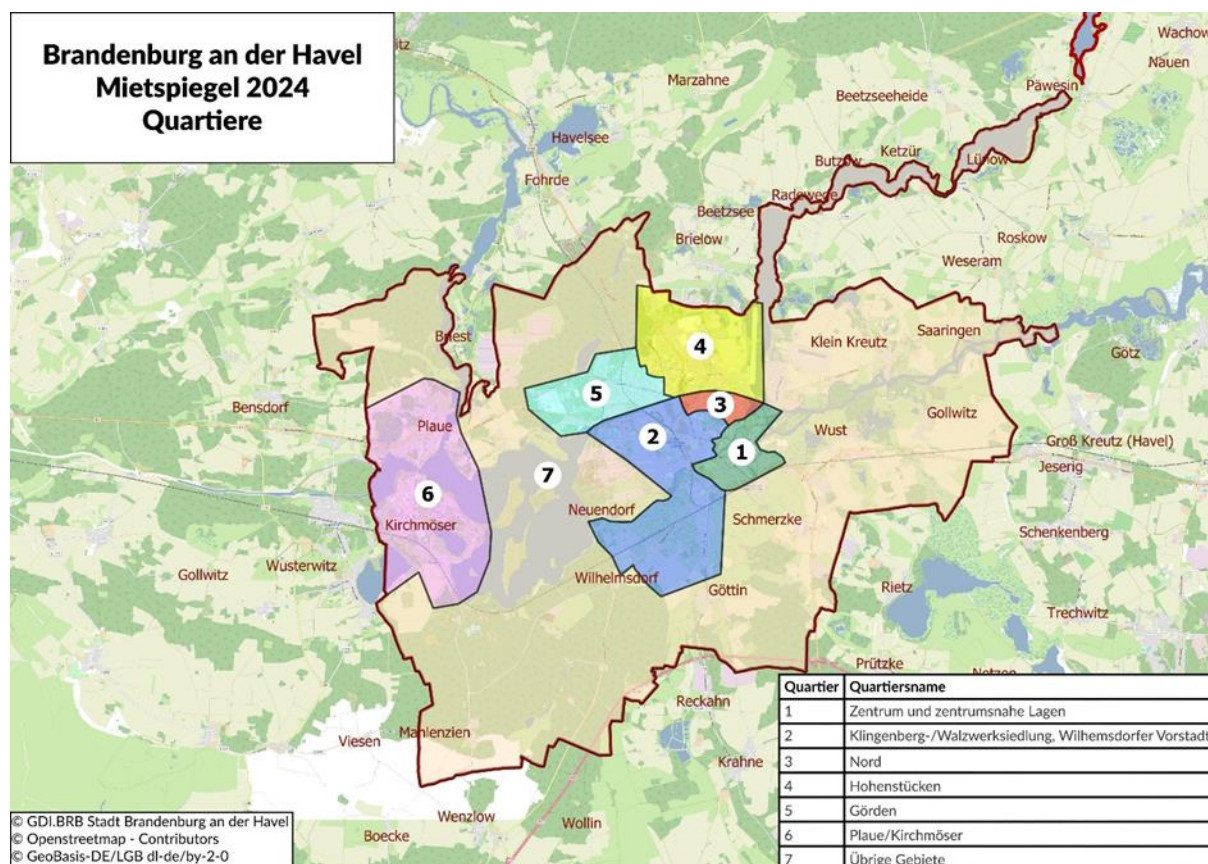 Brandenburg an der Havel
Mietspiegel 2024
Quartiere
Wachow
Nauen
Marzahne
Päwesin
Beetzseeheide
Havelsee
Ketzür
Butzow
Lünow
Fohrde
Radewege
Beetzsee
Brielow
Roskow
Weseram
Briest
Klein Kreutz
Saaringen
Götz
4
5
3
Bensdorf
Plaue
Gollwitz
2
Wust
1
Groß Kreutz (Havel)
7
Jeserig
6
Neuendorf
Kirchmöser
Schmerzke
Schenkenberg
Gollwitz
Wusterwitz
Wilhelmsdorf
Göttin
Rietz
Trechwitz
Prützke
Netzen
Reckahn
Mahlenzien
Viesen
Krahne
Wenzlow
Wollin
Boecke
Quartier Quartiersname
1 Zentrum und zentrumsnahe Lagen
2 Klingenberg-/Walzwerksiedlung, Wilhemsdorfer Vorstadt
3 Nord
4 Hohenstücken
5 Görden
6 Plaue/Kirchmöser
7 Übrige Gebiete
© GDI.BRB Stadt Brandenburg an der Havel
© Openstreetmap - Contributors
© GeoBasis-DE/LGB dl-de/by-2-0